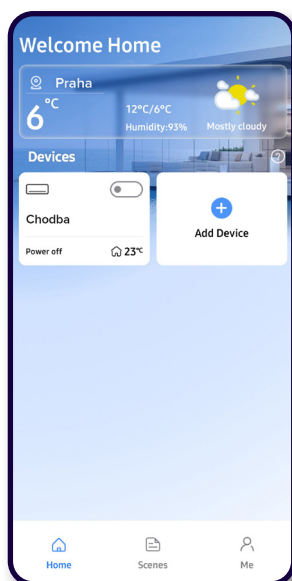 Welcome Home
Praha
6°C
12°C/6°C
Humidity:93%
Mostly cloudy
Devices
?
Chodba
Power off
23℃
Add Device
Home
Scenes
Me